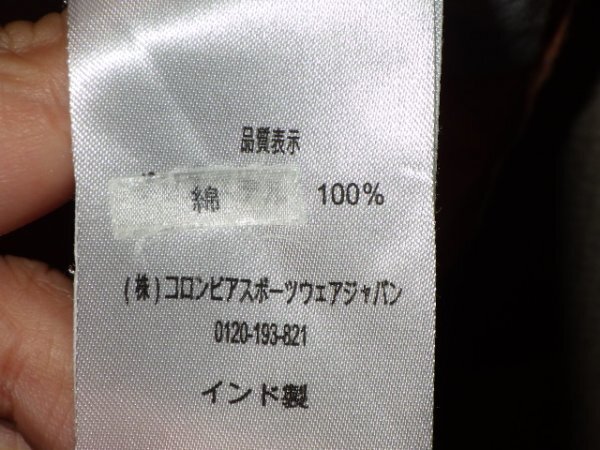 品質表示
綿 100%
(株)コロンビアスポーツウェアジャパン
0120-193-821
インド製